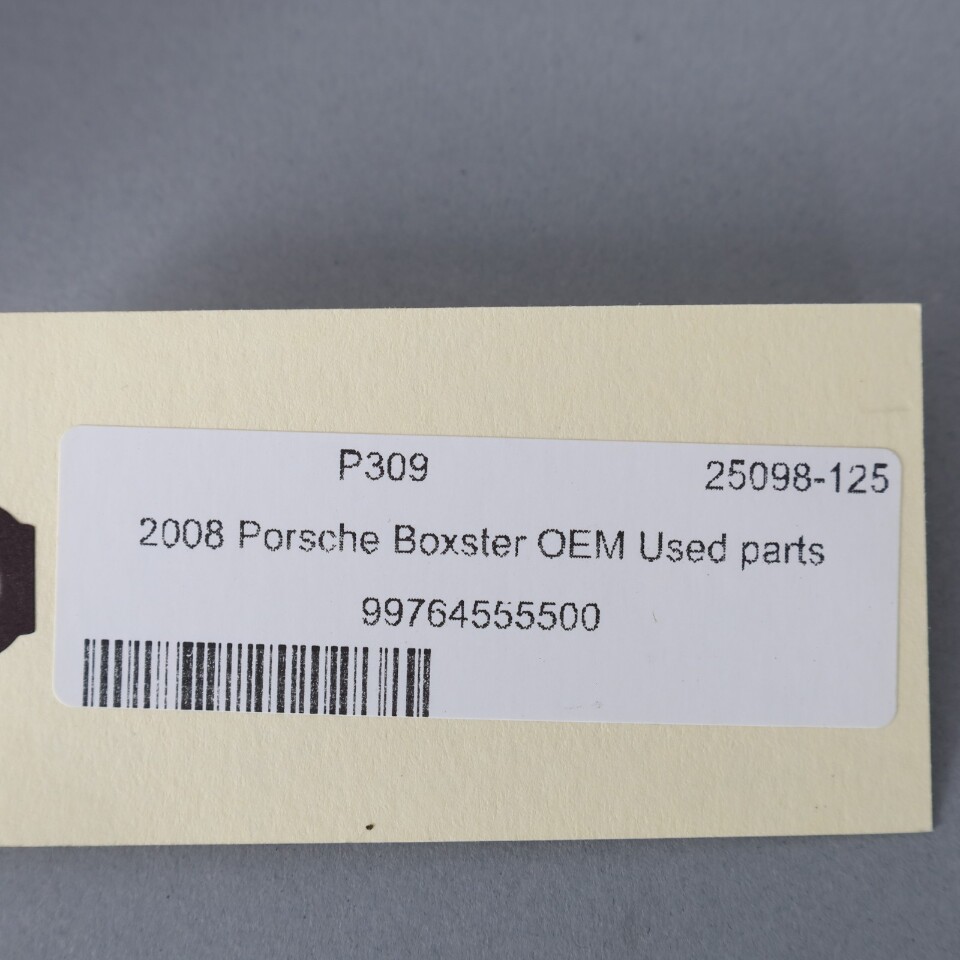 P309 25098-125
2008 Porsche Boxster OEM Used parts
99764555500